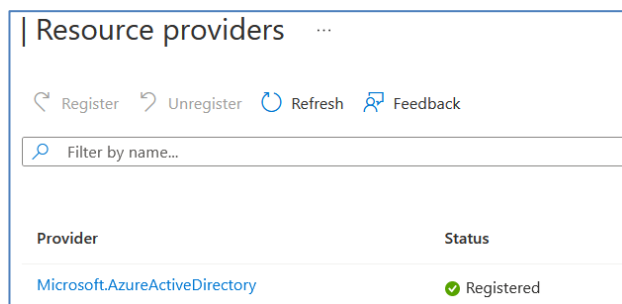 | Resource providers ...
Register Unregister Refresh Feedback
Filter by name...
Provider Status
Microsoft.AzureActiveDirectory Registered